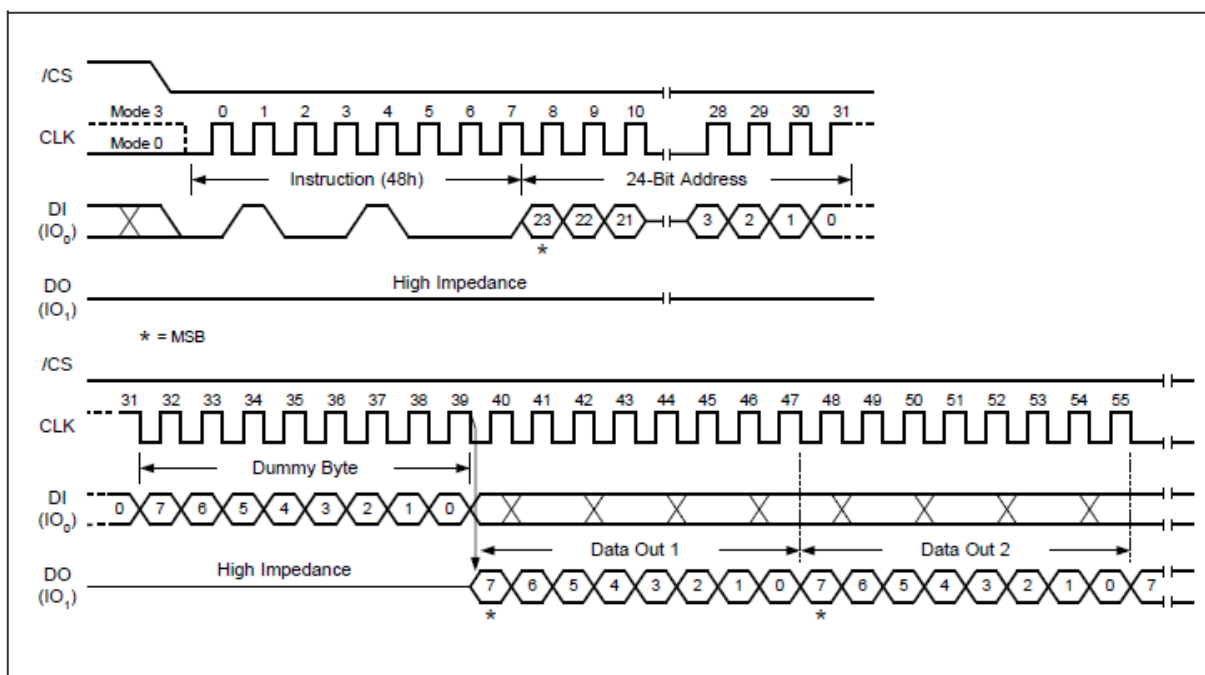 /CS
Mode 3 0 1 2 3 4 5 6 7 8 9 10 28 29 30 31
CLK
Mode 0
Instruction (48h) 24-Bit Address
DI
(IO0) 23 22 21 3 2 1 0
*
High Impedance
DO
(IO1)
* = MSB
/CS
31 32 33 34 35 36 37 38 39 40 41 42 43 44 45 46 47 48 49 50 51 52 53 54 55
CLK
Dummy Byte
DI
(IO0) 0 7 6 5 4 3 2 1 0
Data Out 1 Data Out 2
High Impedance
DO
(IO1) 7 6 5 4 3 2 1 0 7 6 5 4 3 2 1 0 7
* *